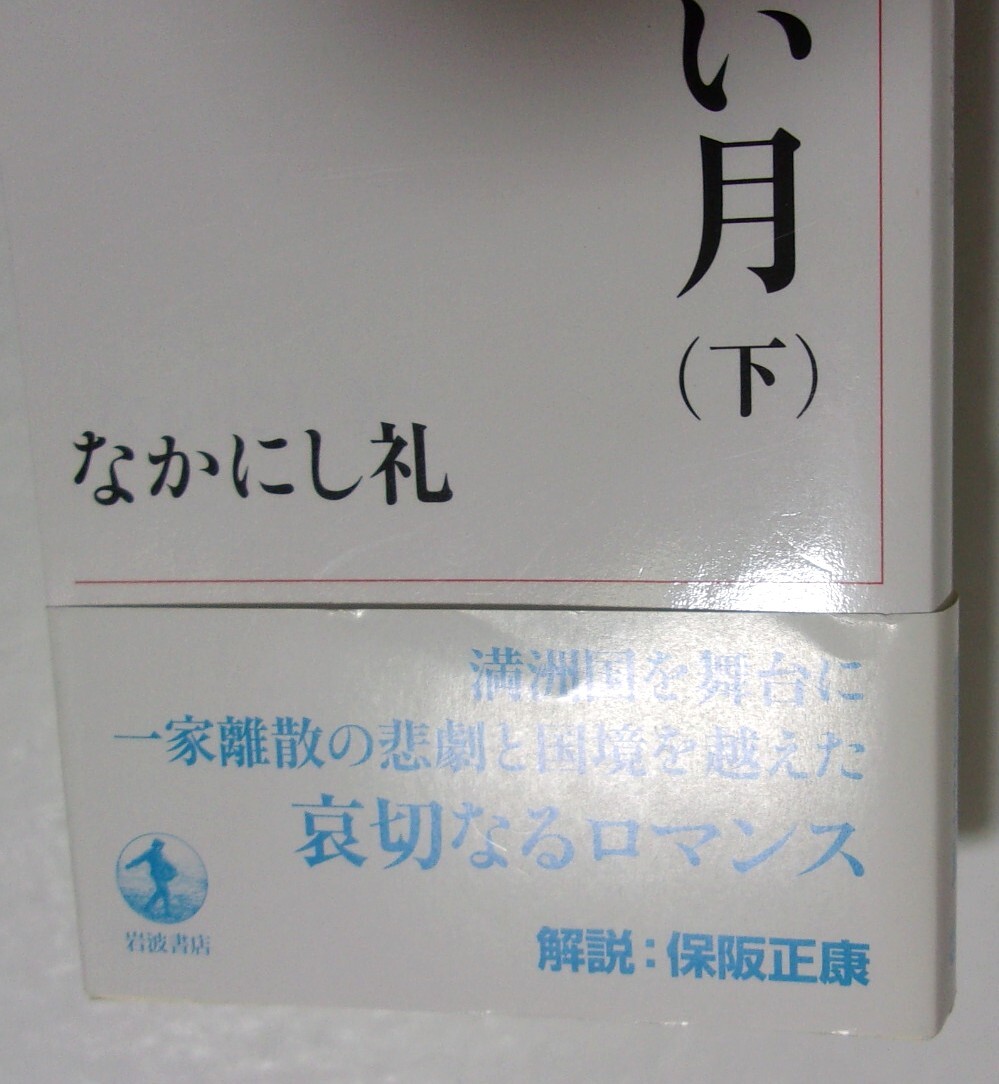 い月
（下）
なかにし礼
満洲国を舞台に
一家離散の悲劇と国境を越えた
哀切なるロマンス
解説：保阪正康
岩波書店